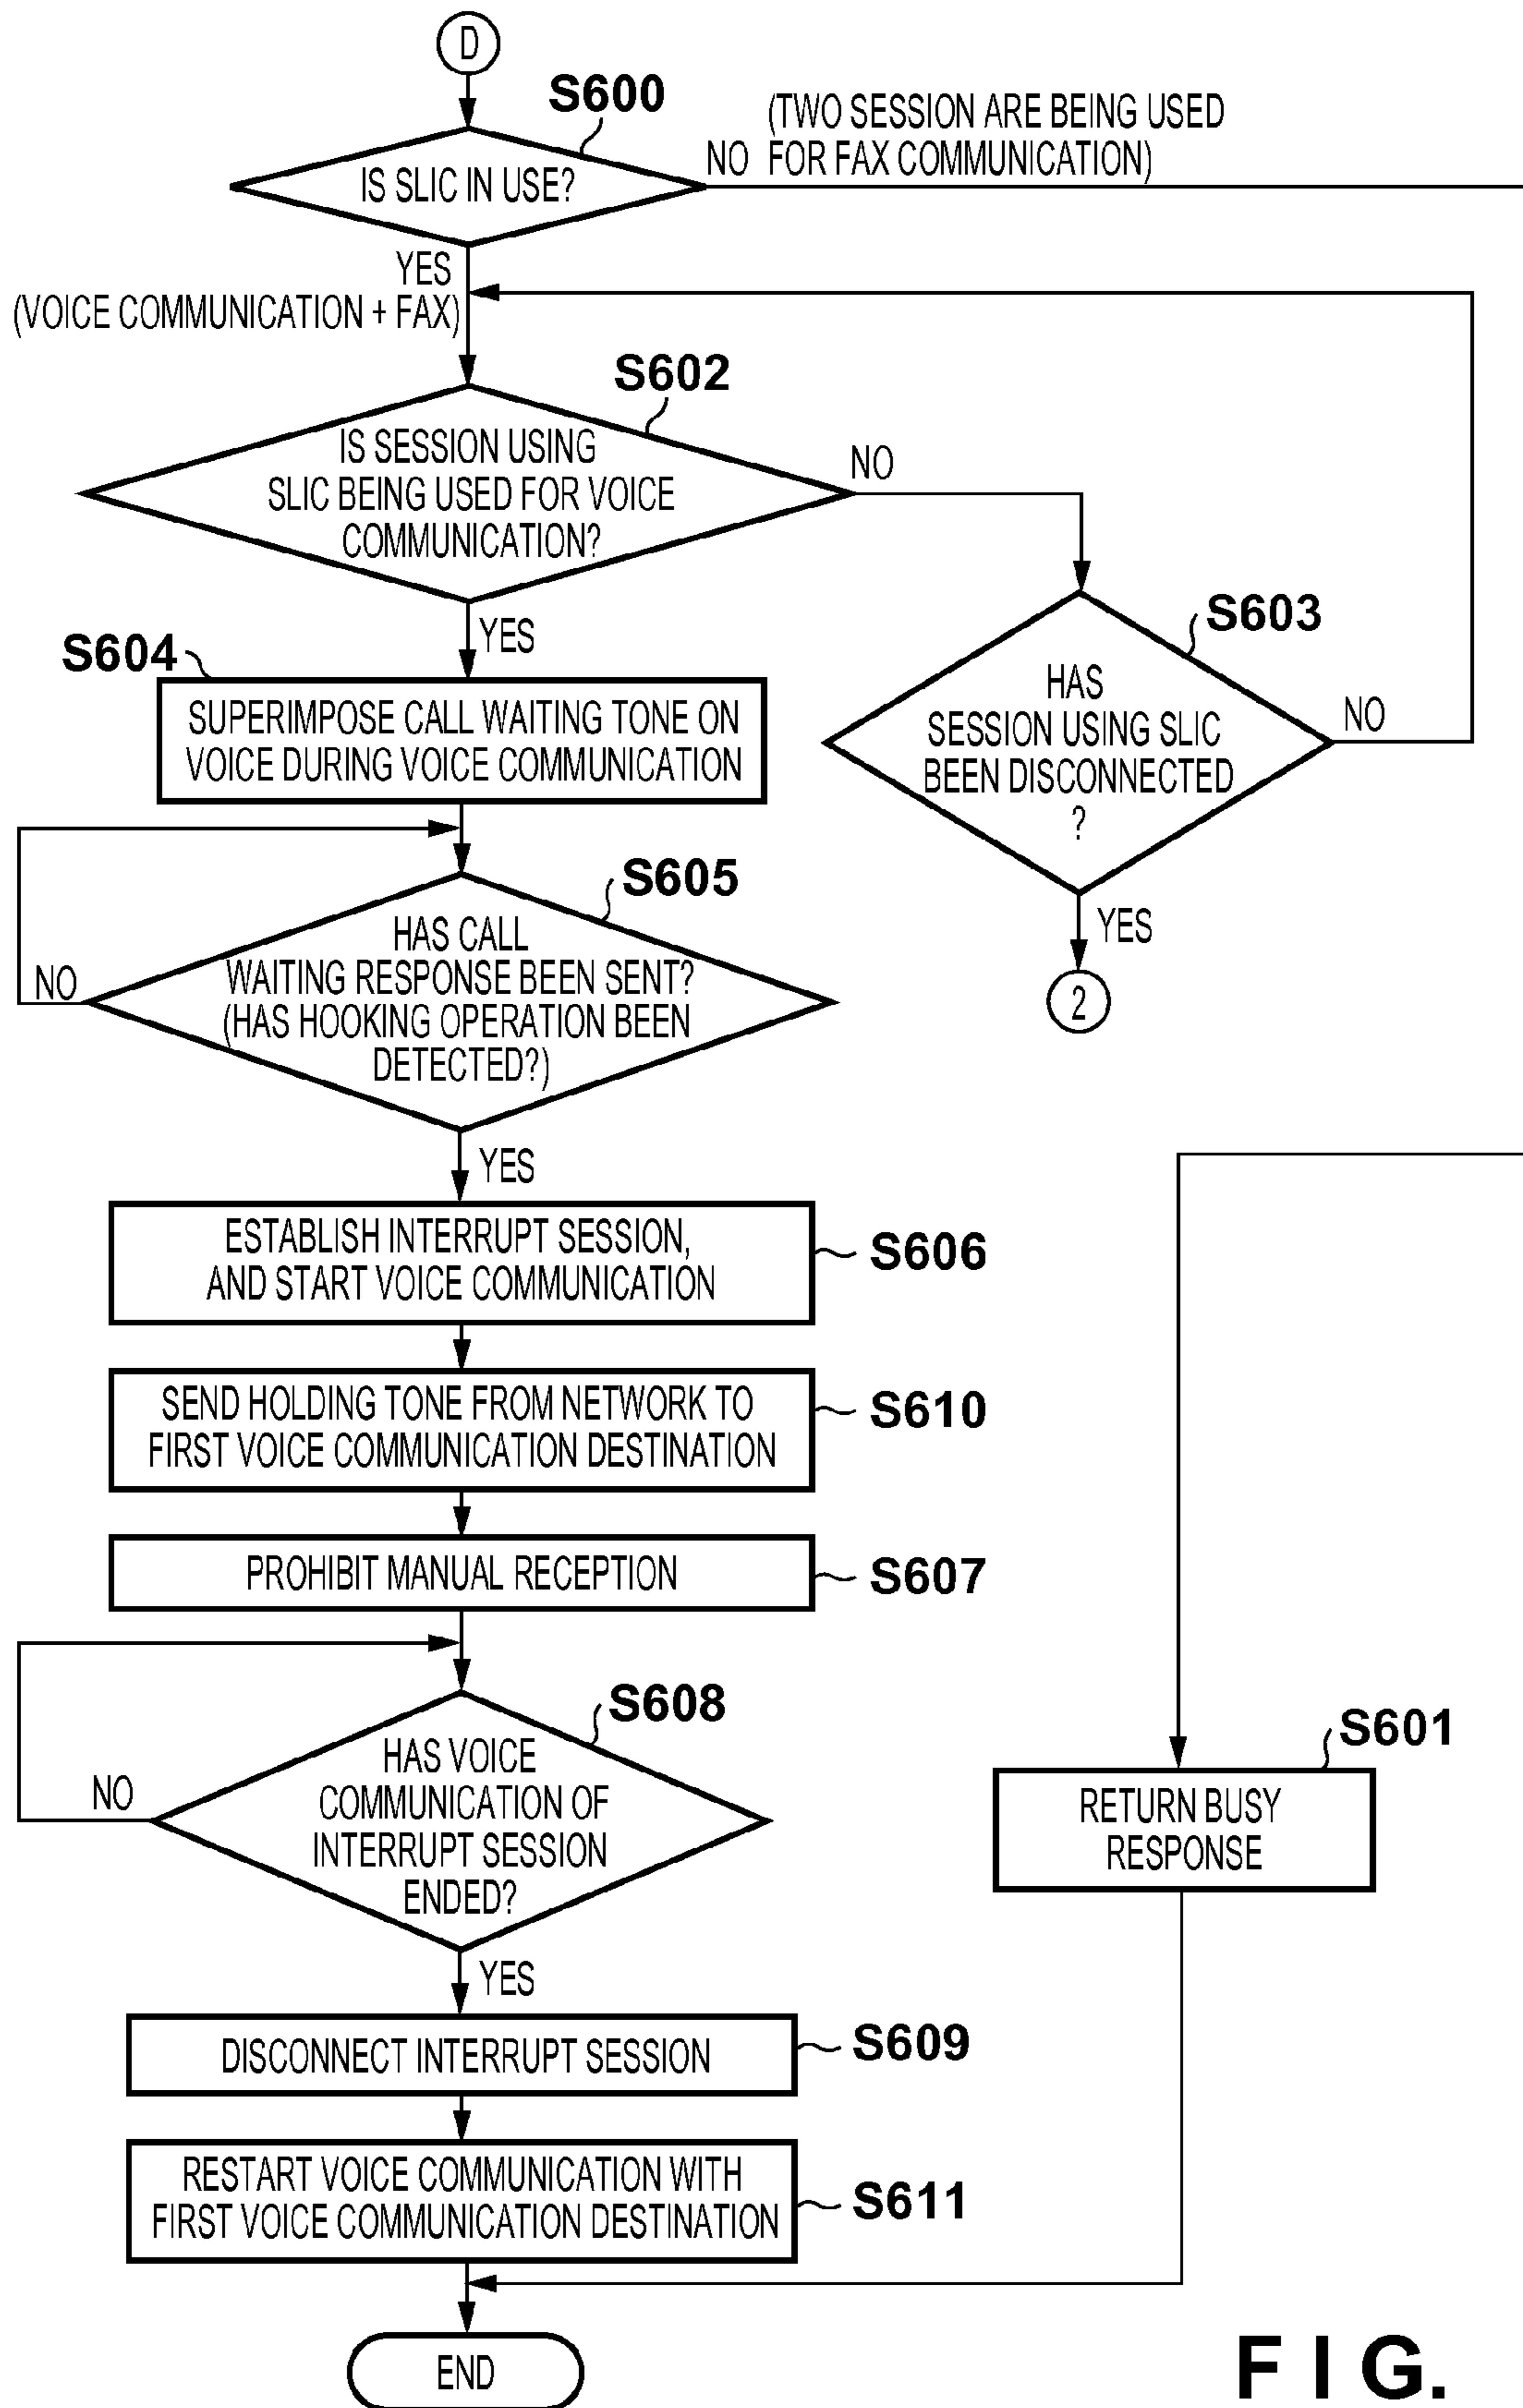 D
S600
(TWO SESSION ARE BEING USED
NO FOR FAX COMMUNICATION)
IS SLIC IN USE?
YES
(VOICE COMMUNICATION + FAX)
S602
IS SESSION USING
SLIC BEING USED FOR VOICE
COMMUNICATION?
NO
YES
S603
HAS
SESSION USING SLIC
BEEN DISCONNECTED
?
NO
YES
2
S604
SUPERIMPOSE CALL WAITING TONE ON
VOICE DURING VOICE COMMUNICATION
S605
HAS CALL
WAITING RESPONSE BEEN SENT?
(HAS HOOKING OPERATION BEEN
DETECTED?)
NO
YES
ESTABLISH INTERRUPT SESSION,
AND START VOICE COMMUNICATION
S606
SEND HOLDING TONE FROM NETWORK TO
FIRST VOICE COMMUNICATION DESTINATION
S610
PROHIBIT MANUAL RECEPTION
S607
S608
HAS VOICE
COMMUNICATION OF
INTERRUPT SESSION
ENDED?
NO
YES
S601
RETURN BUSY
RESPONSE
DISCONNECT INTERRUPT SESSION
S609
RESTART VOICE COMMUNICATION WITH
FIRST VOICE COMMUNICATION DESTINATION
S611
END
FIG.